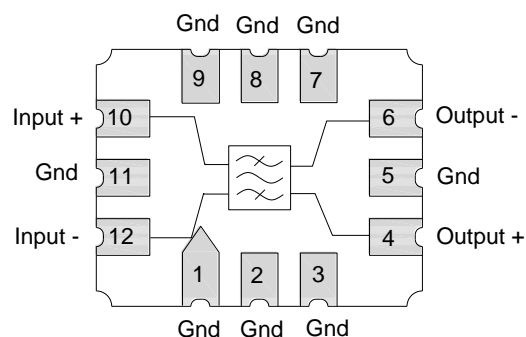 Gnd Gnd Gnd
9 8 7
Input + 10 6 Output -
Gnd 11 5 Gnd
Input - 12 4 Output +
1 2 3
Gnd Gnd Gnd